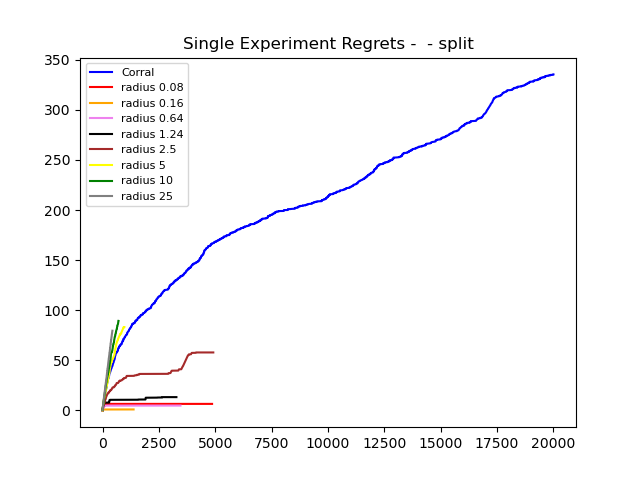 Single Experiment Regrets -  - split
350
300
250
200
150
100
50
0
Corral
radius 0.08
radius 0.16
radius 0.64
radius 1.24
radius 2.5
radius 5
radius 10
radius 25
0 2500 5000 7500 10000 12500 15000 17500 20000